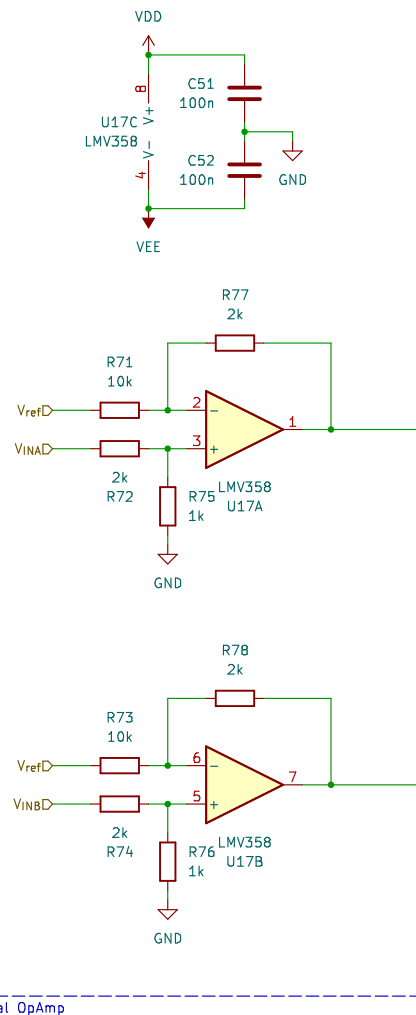 VDD
8
C51
100n
V+
U17C
LMV358
V-
C52
100n
4
GND
VEE
R77
2k
R71
10k
Vref
2
-
1
VINA
3
+
2k
R72
R75
1k
LMV358
U17A
GND
R78
2k
R73
10k
Vref
6
-
7
VINB
5
+
2k
R74
R76
1k
LMV358
U17B
GND
al OpAmp